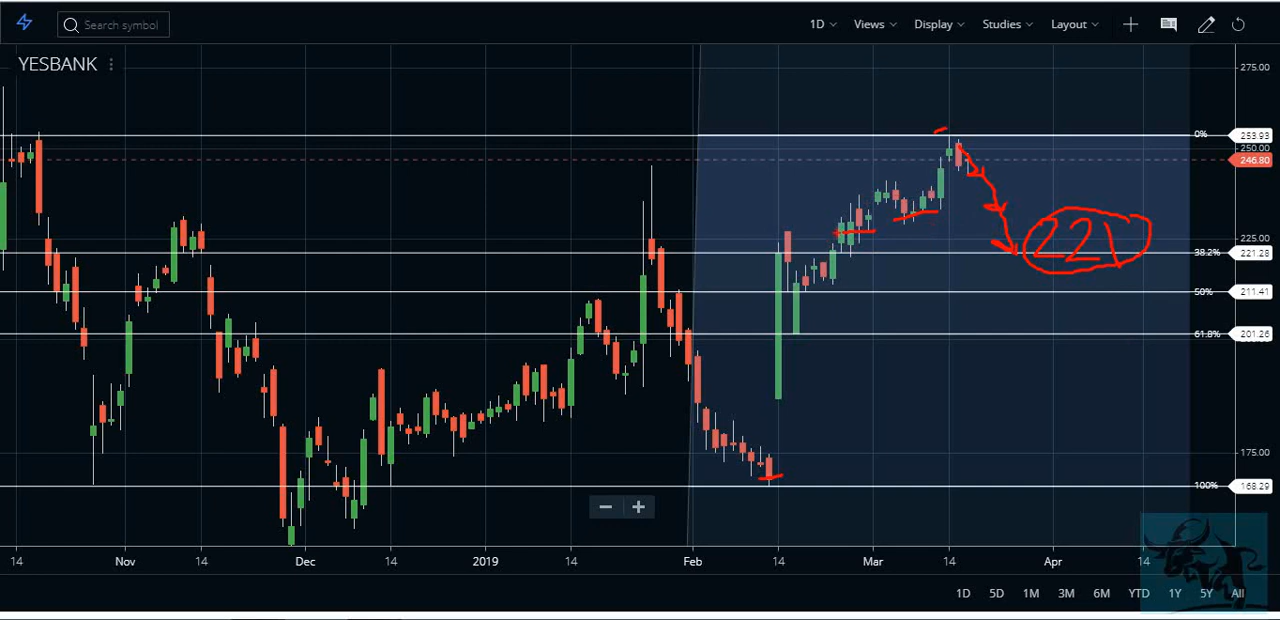 Search symbol
1D Views Display Studies Layout
YESBANK
275.00
0% 253.93
250.00
246.80
225.00
221
38.2% 221.28
50% 211.41
61.8% 201.26
175.00
100% 168.29
14 Nov 14 Dec 14 2019 14 Feb 14 Mar 14 Apr 14
1D 5D 1M 3M 6M YTD 1Y 5Y All